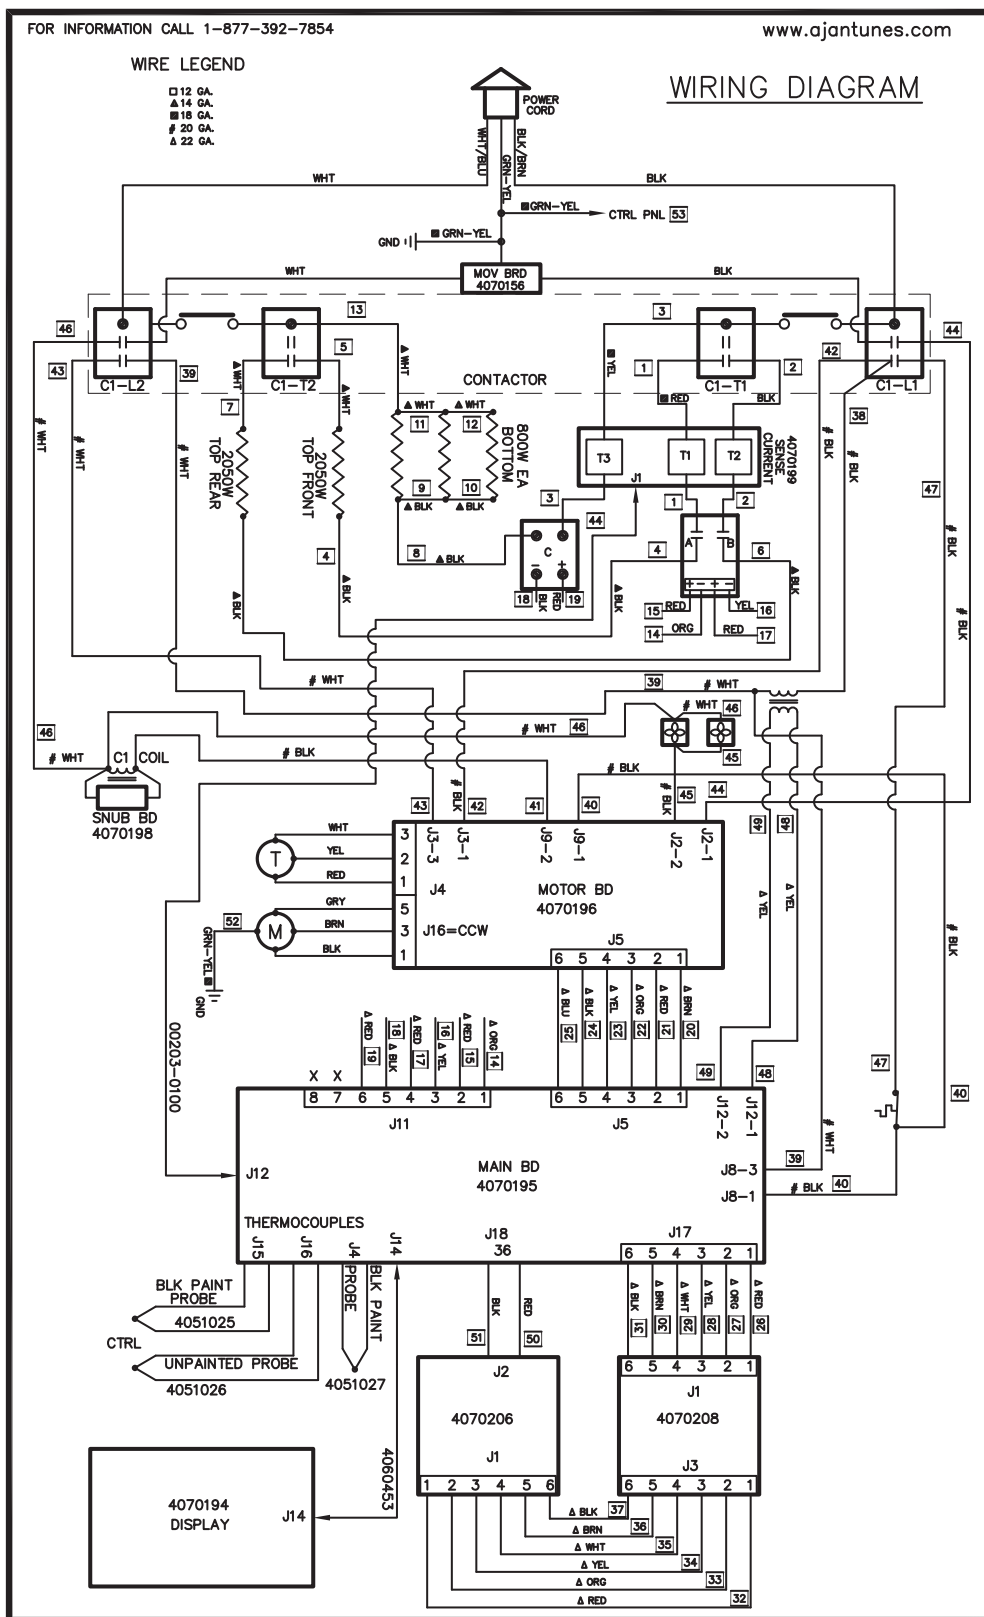 FOR INFORMATION CALL 1-877-392-7854
www.ajantunes.com
WIRE LEGEND
12 GA.
14 GA.
18 GA.
# 20 GA.
Δ 22 GA.
WIRING DIAGRAM
POWER
CORD
WHT/BLU
GRN-YEL
BLK/BRN
WHT
BLK
GRN-YEL
CTRL PNL 53
GRN-YEL
GND
MOV BRD
4070156
WHT
BLK
46
43
39
C1-L2
13
5
C1-T2
CONTACTOR
3
1
2
C1-T1
42
44
C1-L1
38
47
▲WHT
7
▲WHT
▲WHT
▲ WHT
▲ WHT
11
12
9
10
▲ BLK
▲ BLK
800W EA
BOTTOM
2050W
TOP REAR
2050W
TOP FRONT
YEL
RED
BLK
T3
T1
T2
J1
4070199
SENSE
CURRENT
# WHT
# WHT
# WHT
# BLK
# BLK
# BLK
# BLK
3
44
1
2
8
▲ BLK
4
4
6
A
B
C
-
+
18
BLK
RED
19
+-+-
15
RED
YEL
16
14
ORG
RED
17
▲BLK
▲BLK
▲BLK
▲BLK
# WHT
39
# WHT
46
# WHT
# WHT
46
45
46
# WHT
C1 COIL
# BLK
SNUB BD
4070198
# BLK
43
# BLK
42
41
40
# BLK
45
44
49
48
J3-3
J3-1
J9-2
J9-1
J2-2
J2-1
WHT
3
T
YEL
2
RED
1
J4
MOTOR BD
4070196
GRY
5
52
M
BRN
3
J16=CCW
BLK
1
GRN-YEL
GND
J5
6 5 4 3 2 1
Δ YEL
Δ YEL
# BLK
Δ BLU 25
Δ BLK 24
Δ YEL 23
Δ ORG 22
Δ RED 21
Δ BRN 20
Δ RED 19
18 Δ BLK
Δ RED 17
16 Δ YEL
Δ RED 15
Δ ORG 14
00203-0100
49
48
47
40
X X
8 7 6 5 4 3 2 1
J11
6 5 4 3 2 1
J5
J12-2
J12-1
# WHT
J12
MAIN BD
4070195
J8-3
39
J8-1
# BLK 40
THERMOCOUPLES
J15
J16
J4
J14
J18
36
J17
6 5 4 3 2 1
BLK PAINT
PROBE
4051025
CTRL
UNPAINTED PROBE
4051026
PROBE
BLK PAINT
4051027
BLK
51
RED
50
Δ BLK 31
Δ BRN 30
Δ WHT 29
Δ YEL 28
Δ ORG 27
Δ RED 26
J2
4070206
J1
1 2 3 4 5 6
6 5 4 3 2 1
J1
4070208
J3
6 5 4 3 2 1
4060453
4070194
DISPLAY
J14
Δ BLK 37
Δ BRN 36
Δ WHT 35
Δ YEL 34
Δ ORG 33
Δ RED 32